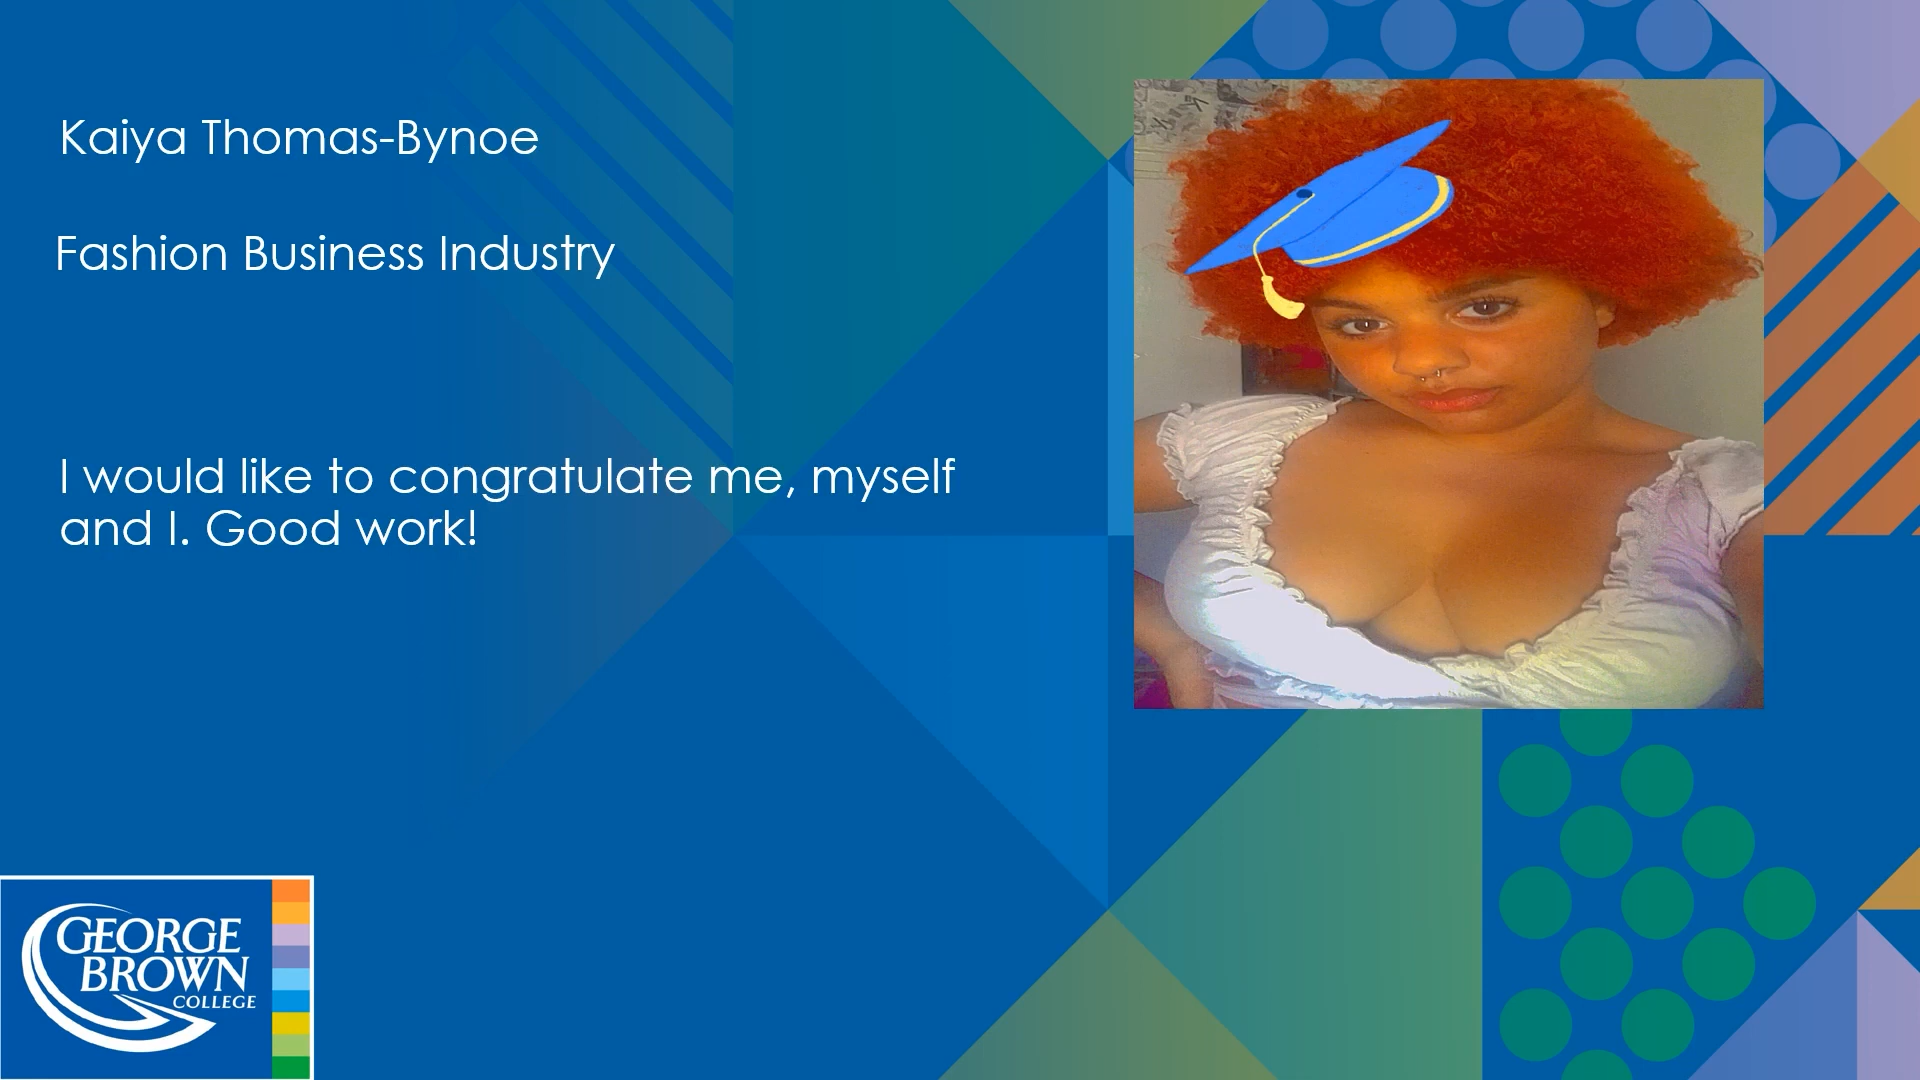 Kaiya Thomas-Bynoe
Fashion Business Industry
I would like to congratulate me, myself
and I. Good work!
GEORGE
BROWN
COLLEGE